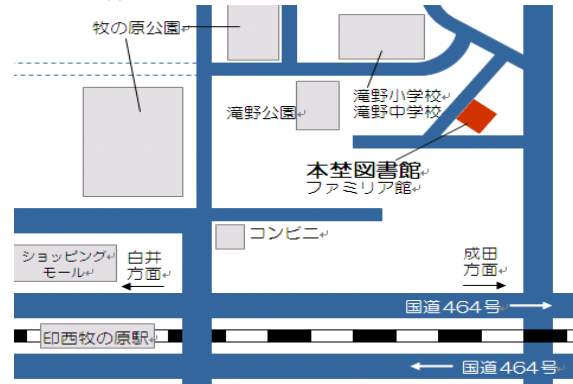 牧の原公園
滝野小学校
滝野中学校
滝野公園
本埜図書館
ファミリア館
コンビニ
ショッピング
モール
白井
方面
成田
方面
国道464号
印西牧の原駅
国道464号